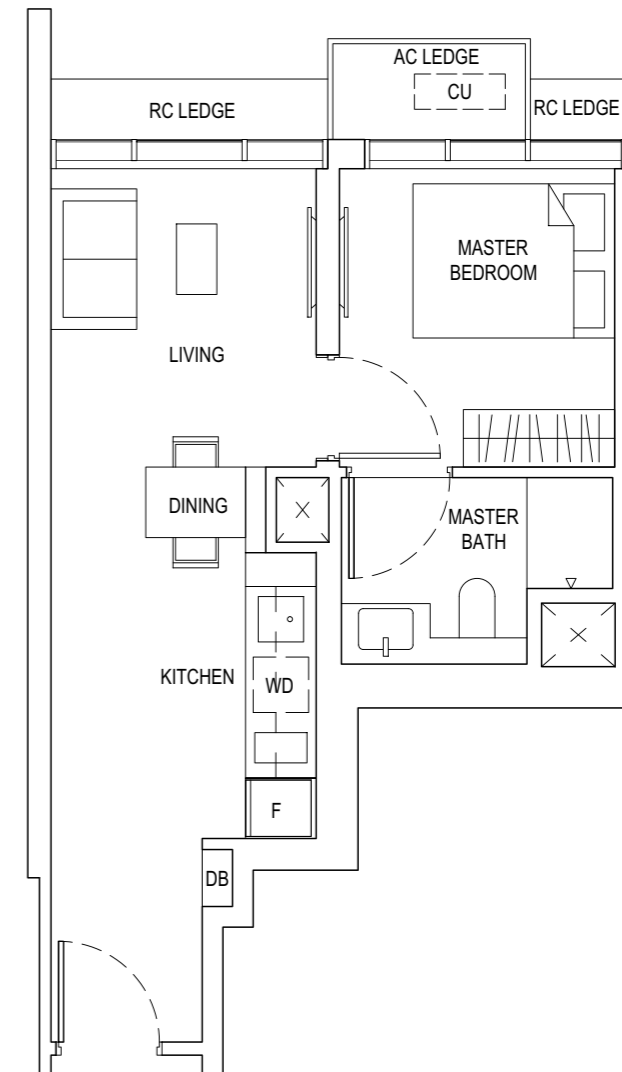 AC LEDGE
CU
RC LEDGE
RC LEDGE
MASTER
BEDROOM
LIVING
DINING
MASTER
BATH
KITCHEN
WD
F
DB